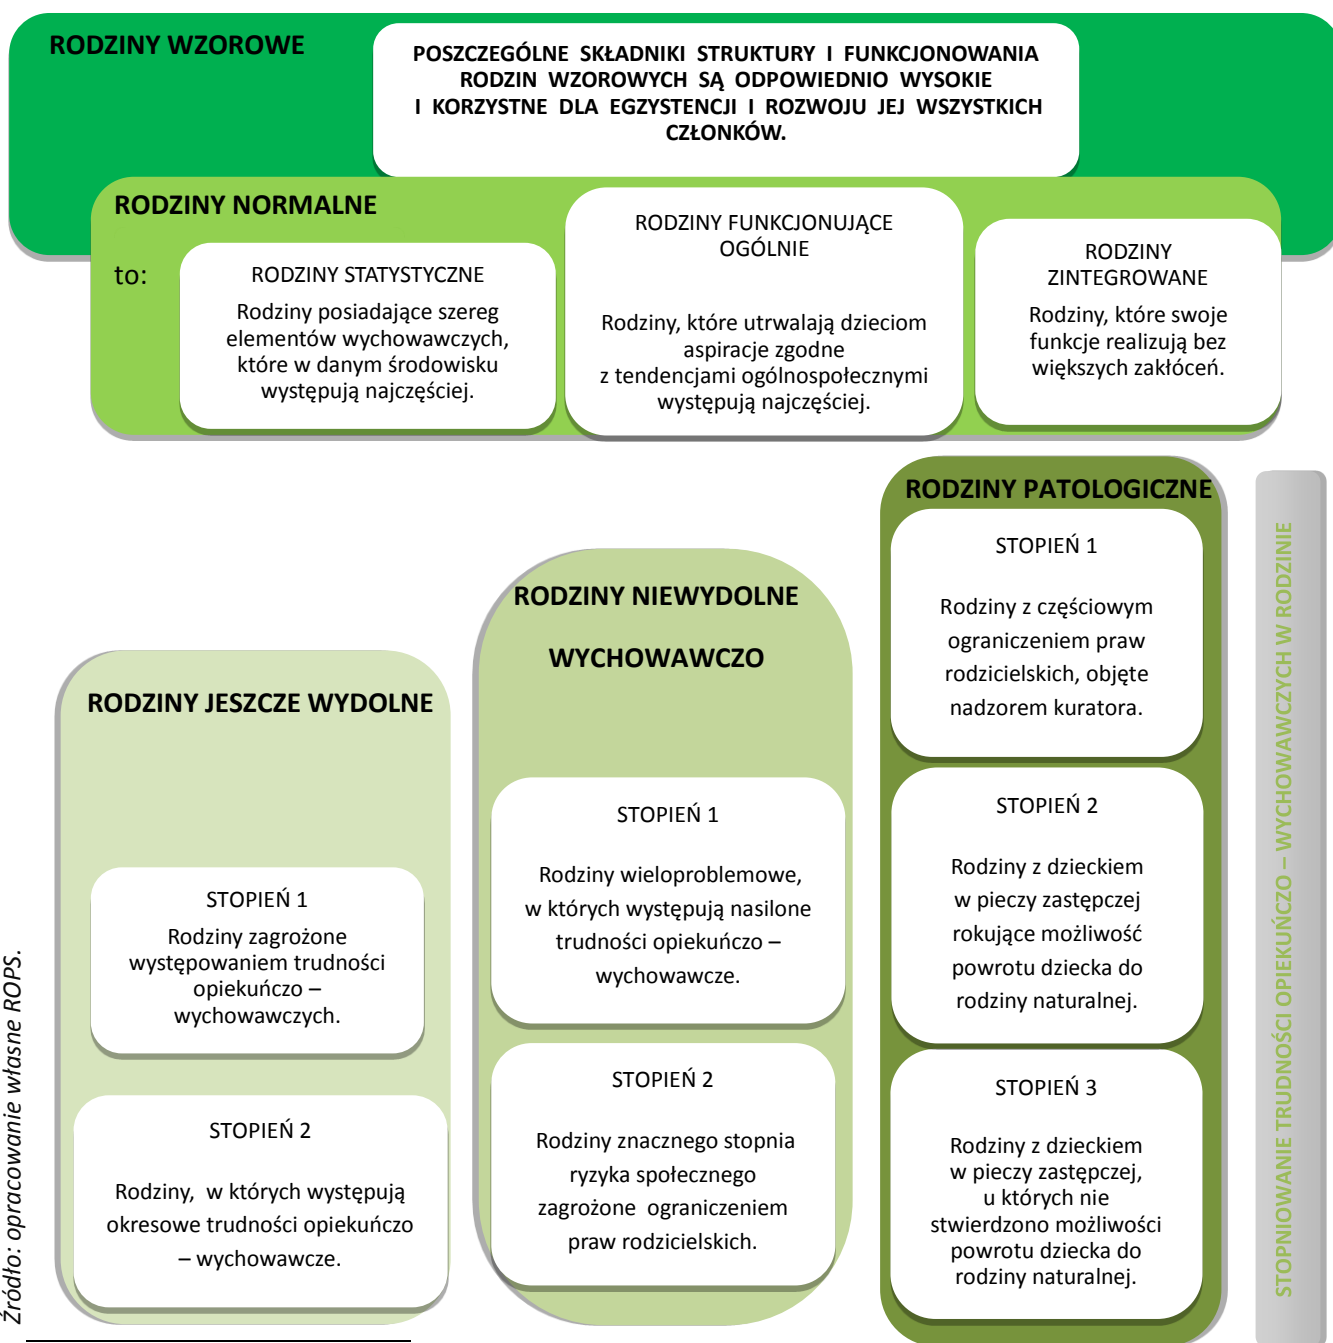 RODZINY WZOROWE
POSZCZEGÓLNE SKŁADNIKI STRUKTURY I FUNKCJONOWANIA
RODZIN WZOROWYCH SĄ ODPOWIEDNIO WYSOKIE
I KORZYSTNE DLA EGZYSTENCJI I ROZWOJU JEJ WSZYSTKICH
CZŁONKÓW.
RODZINY NORMALNE
to:
RODZINY STATYSTYCZNE
Rodziny posiadające szereg
elementów wychowawczych,
które w danym środowisku
występują najczęściej.
RODZINY FUNKCJONUJĄCE
OGÓLNIE
Rodziny, które utrwalają dzieciom
aspiracje zgodne
z tendencjami ogólnospołecznymi
występują najczęściej.
RODZINY
ZINTEGROWANE
Rodziny, które swoje
funkcje realizują bez
większych zakłóceń.
RODZINY JESZCZE WYDOLNE
STOPIEŃ 1
Rodziny zagrożone
występowaniem trudności
opiekuńczo –
wychowawczych.
STOPIEŃ 2
Rodziny, w których występują
okresowe trudności opiekuńczo
– wychowawcze.
RODZINY NIEWYDOLNE
WYCHOWAWCZO
STOPIEŃ 1
Rodziny wieloproblemowe,
w których występują nasilone
trudności opiekuńczo –
wychowawcze.
STOPIEŃ 2
Rodziny znacznego stopnia
ryzyka społecznego
zagrożone ograniczeniem
praw rodzicielskich.
RODZINY PATOLOGICZNE
STOPIEŃ 1
Rodziny z częściowym
ograniczeniem praw
rodzicielskich, objęte
nadzorem kuratora.
STOPIEŃ 2
Rodziny z dzieckiem
w pieczy zastępczej
rokujące możliwość
powrotu dziecka do
rodziny naturalnej.
STOPIEŃ 3
Rodziny z dzieckiem
w pieczy zastępczej,
u których nie
stwierdzono możliwości
powrotu dziecka do
rodziny naturalnej.
STOPNIOWANIE TRUDNOŚCI OPIEKUŃCZO – WYCHOWAWCZYCH W RODZINIE
Źródło: opracowanie własne ROPS.